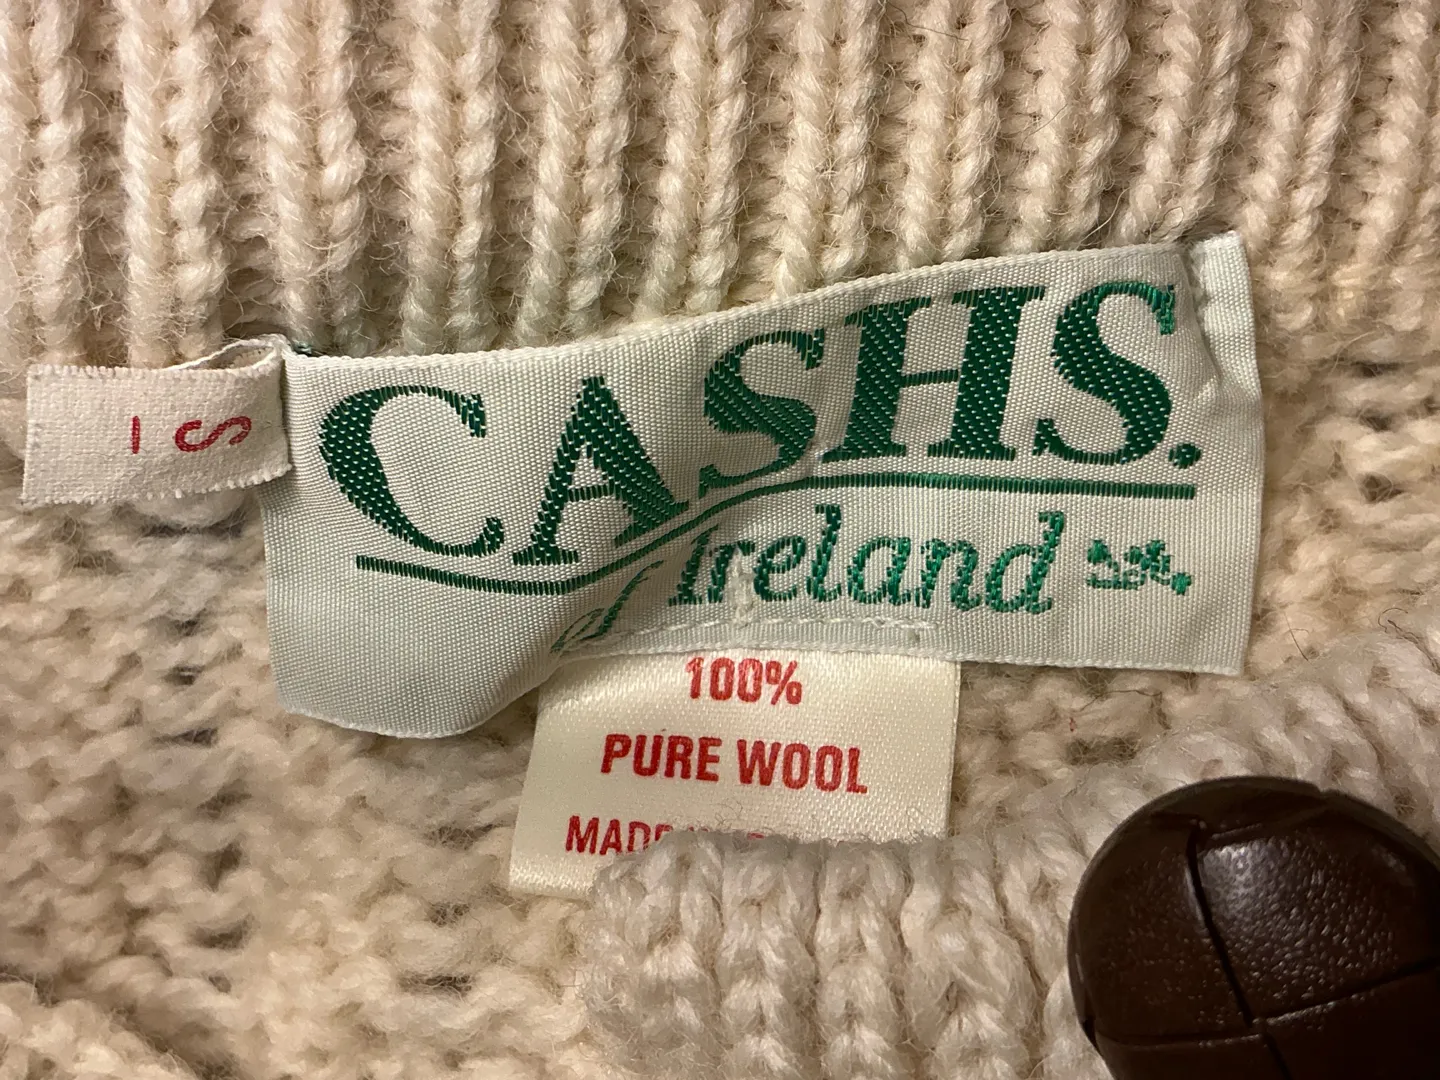 S
CASHS.
of Ireland
100%
PURE WOOL